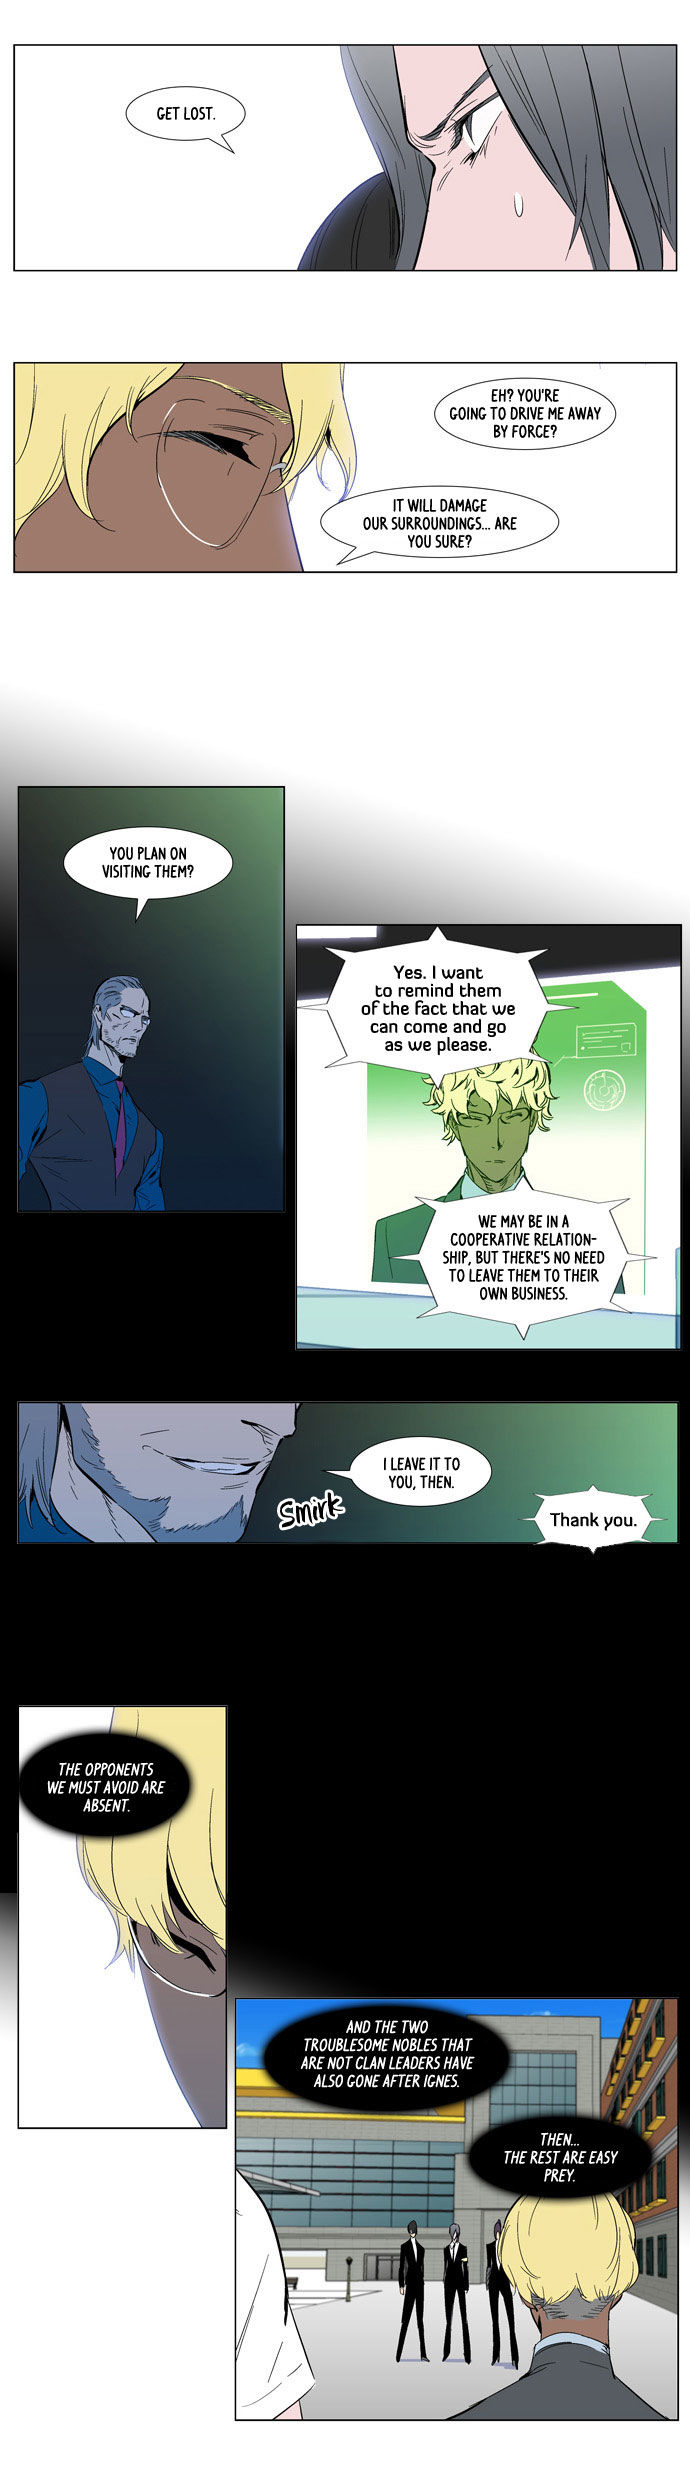 GET LOST.
EH? YOU'RE
GOING TO DRIVE ME AWAY
BY FORCE?
IT WILL DAMAGE
OUR SURROUNDINGS... ARE
YOU SURE?
YOU PLAN ON
VISITING THEM?
Yes. I want
to remind them
of the fact that we
can come and go
as we please.
WE MAY BE IN A
COOPERATIVE RELATION-
SHIP, BUT THERE'S NO NEED
TO LEAVE THEM TO THEIR
OWN BUSINESS.
I LEAVE IT TO
YOU, THEN.
Smirk
Thank you.
THE OPPONENTS
WE MUST AVOID ARE
ABSENT.
AND THE TWO
TROUBLESOME NOBLES THAT
ARE NOT CLAN LEADERS HAVE
ALSO GONE AFTER IGNES.
THEN...
THE REST ARE EASY
PREY.